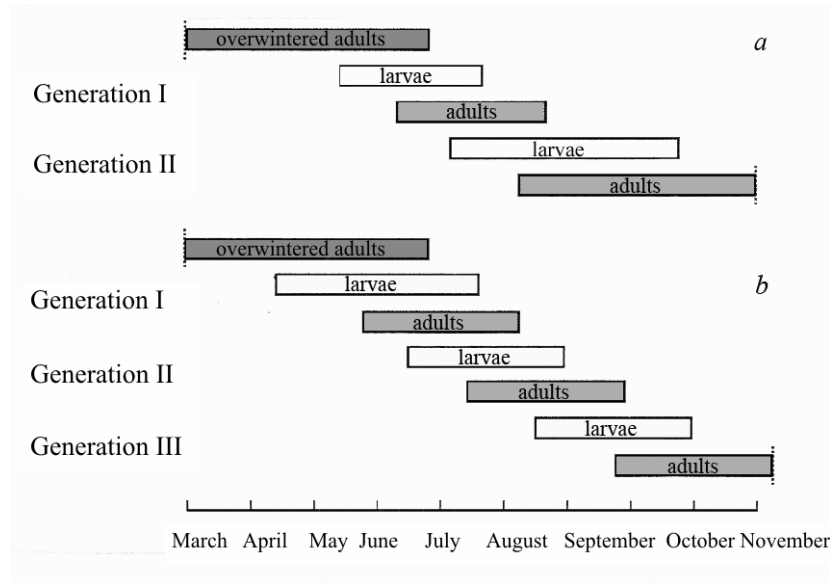 overwintered adults
a
larvae
Generation I
adults
larvae
Generation II
adults
overwintered adults
larvae
b
Generation I
adults
larvae
Generation II
adults
larvae
Generation III
adults
March April May June July August September October November